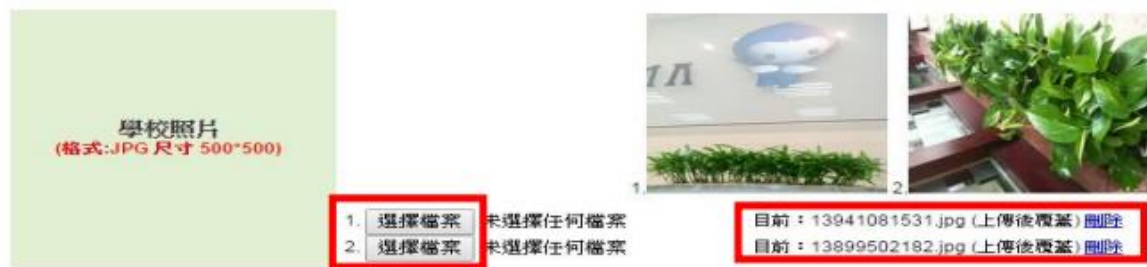 學校照片
(格式:JPG 尺寸 500*500)
1.
2.
1. 選擇檔案 未選擇任何檔案 目前：13941081531.jpg (上傳後覆蓋) 刪除
2. 選擇檔案 未選擇任何檔案 目前：13899502182.jpg (上傳後覆蓋) 刪除